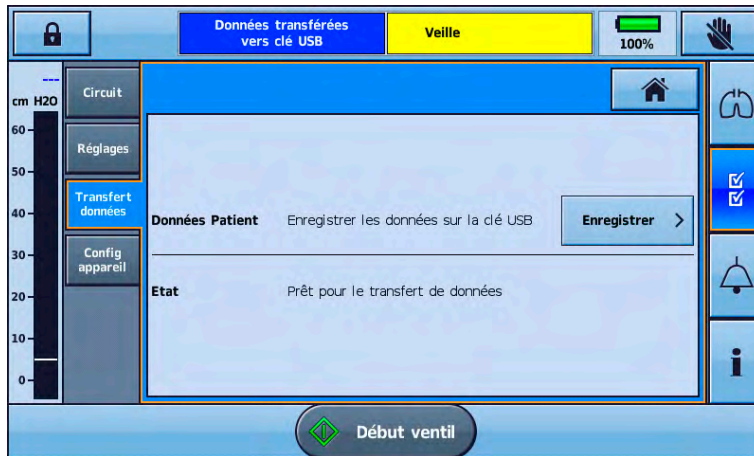 Données transférées
vers clé USB
Veille
100%
---
cm H2O
60
50
40
30
20
10
0
Circuit
Réglages
Transfert
données
Config
appareil
Données Patient
Enregistrer les données sur la clé USB
Enregistrer >
Etat
Prêt pour le transfert de données
i
Début ventil